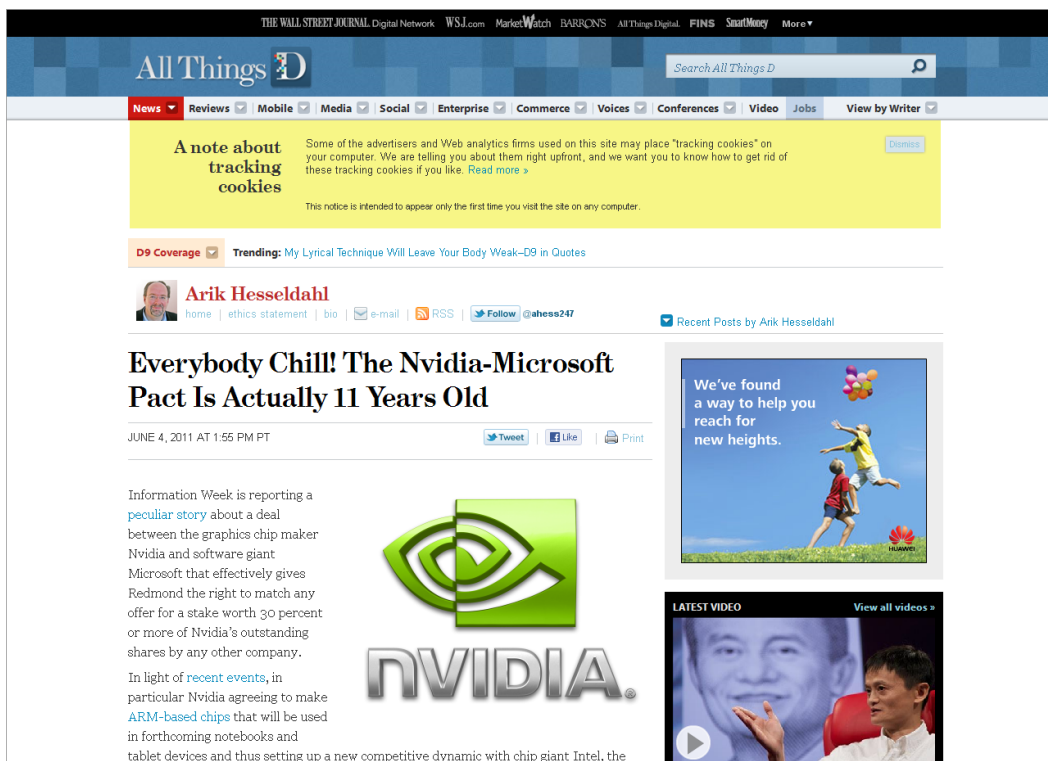 THE WALL STREET JOURNAL. Digital Network WSJ.com MarketWatch BARRON'S AllThingsDigital. FINS SmartMoney More▾
All Things D
Search All Things D
News Reviews Mobile Media Social Enterprise Commerce Voices Conferences Video Jobs View by Writer
A note about
tracking
cookies
Some of the advertisers and Web analytics firms used on this site may place "tracking cookies" on
your computer. We are telling you about them right upfront, and we want you to know how to get rid of
these tracking cookies if you like. Read more »
This notice is intended to appear only the first time you visit the site on any computer.
Dismiss
D9 Coverage Trending: My Lyrical Technique Will Leave Your Body Weak–D9 in Quotes
Arik Hesseldahl
home | ethics statement | bio | e-mail | RSS | Follow @ahess247
Recent Posts by Arik Hesseldahl
Everybody Chill! The Nvidia-Microsoft
Pact Is Actually 11 Years Old
JUNE 4, 2011 AT 1:55 PM PT
Tweet | Like | Print
Information Week is reporting a
peculiar story about a deal
between the graphics chip maker
Nvidia and software giant
Microsoft that effectively gives
Redmond the right to match any
offer for a stake worth 30 percent
or more of Nvidia's outstanding
shares by any other company.
In light of recent events, in
particular Nvidia agreeing to make
ARM-based chips that will be used
in forthcoming notebooks and
tablet devices and thus setting up a new competitive dynamic with chip giant Intel, the
NVIDIA.
We've found
a way to help you
reach for
new heights.
HUAWEI
LATEST VIDEO View all videos »